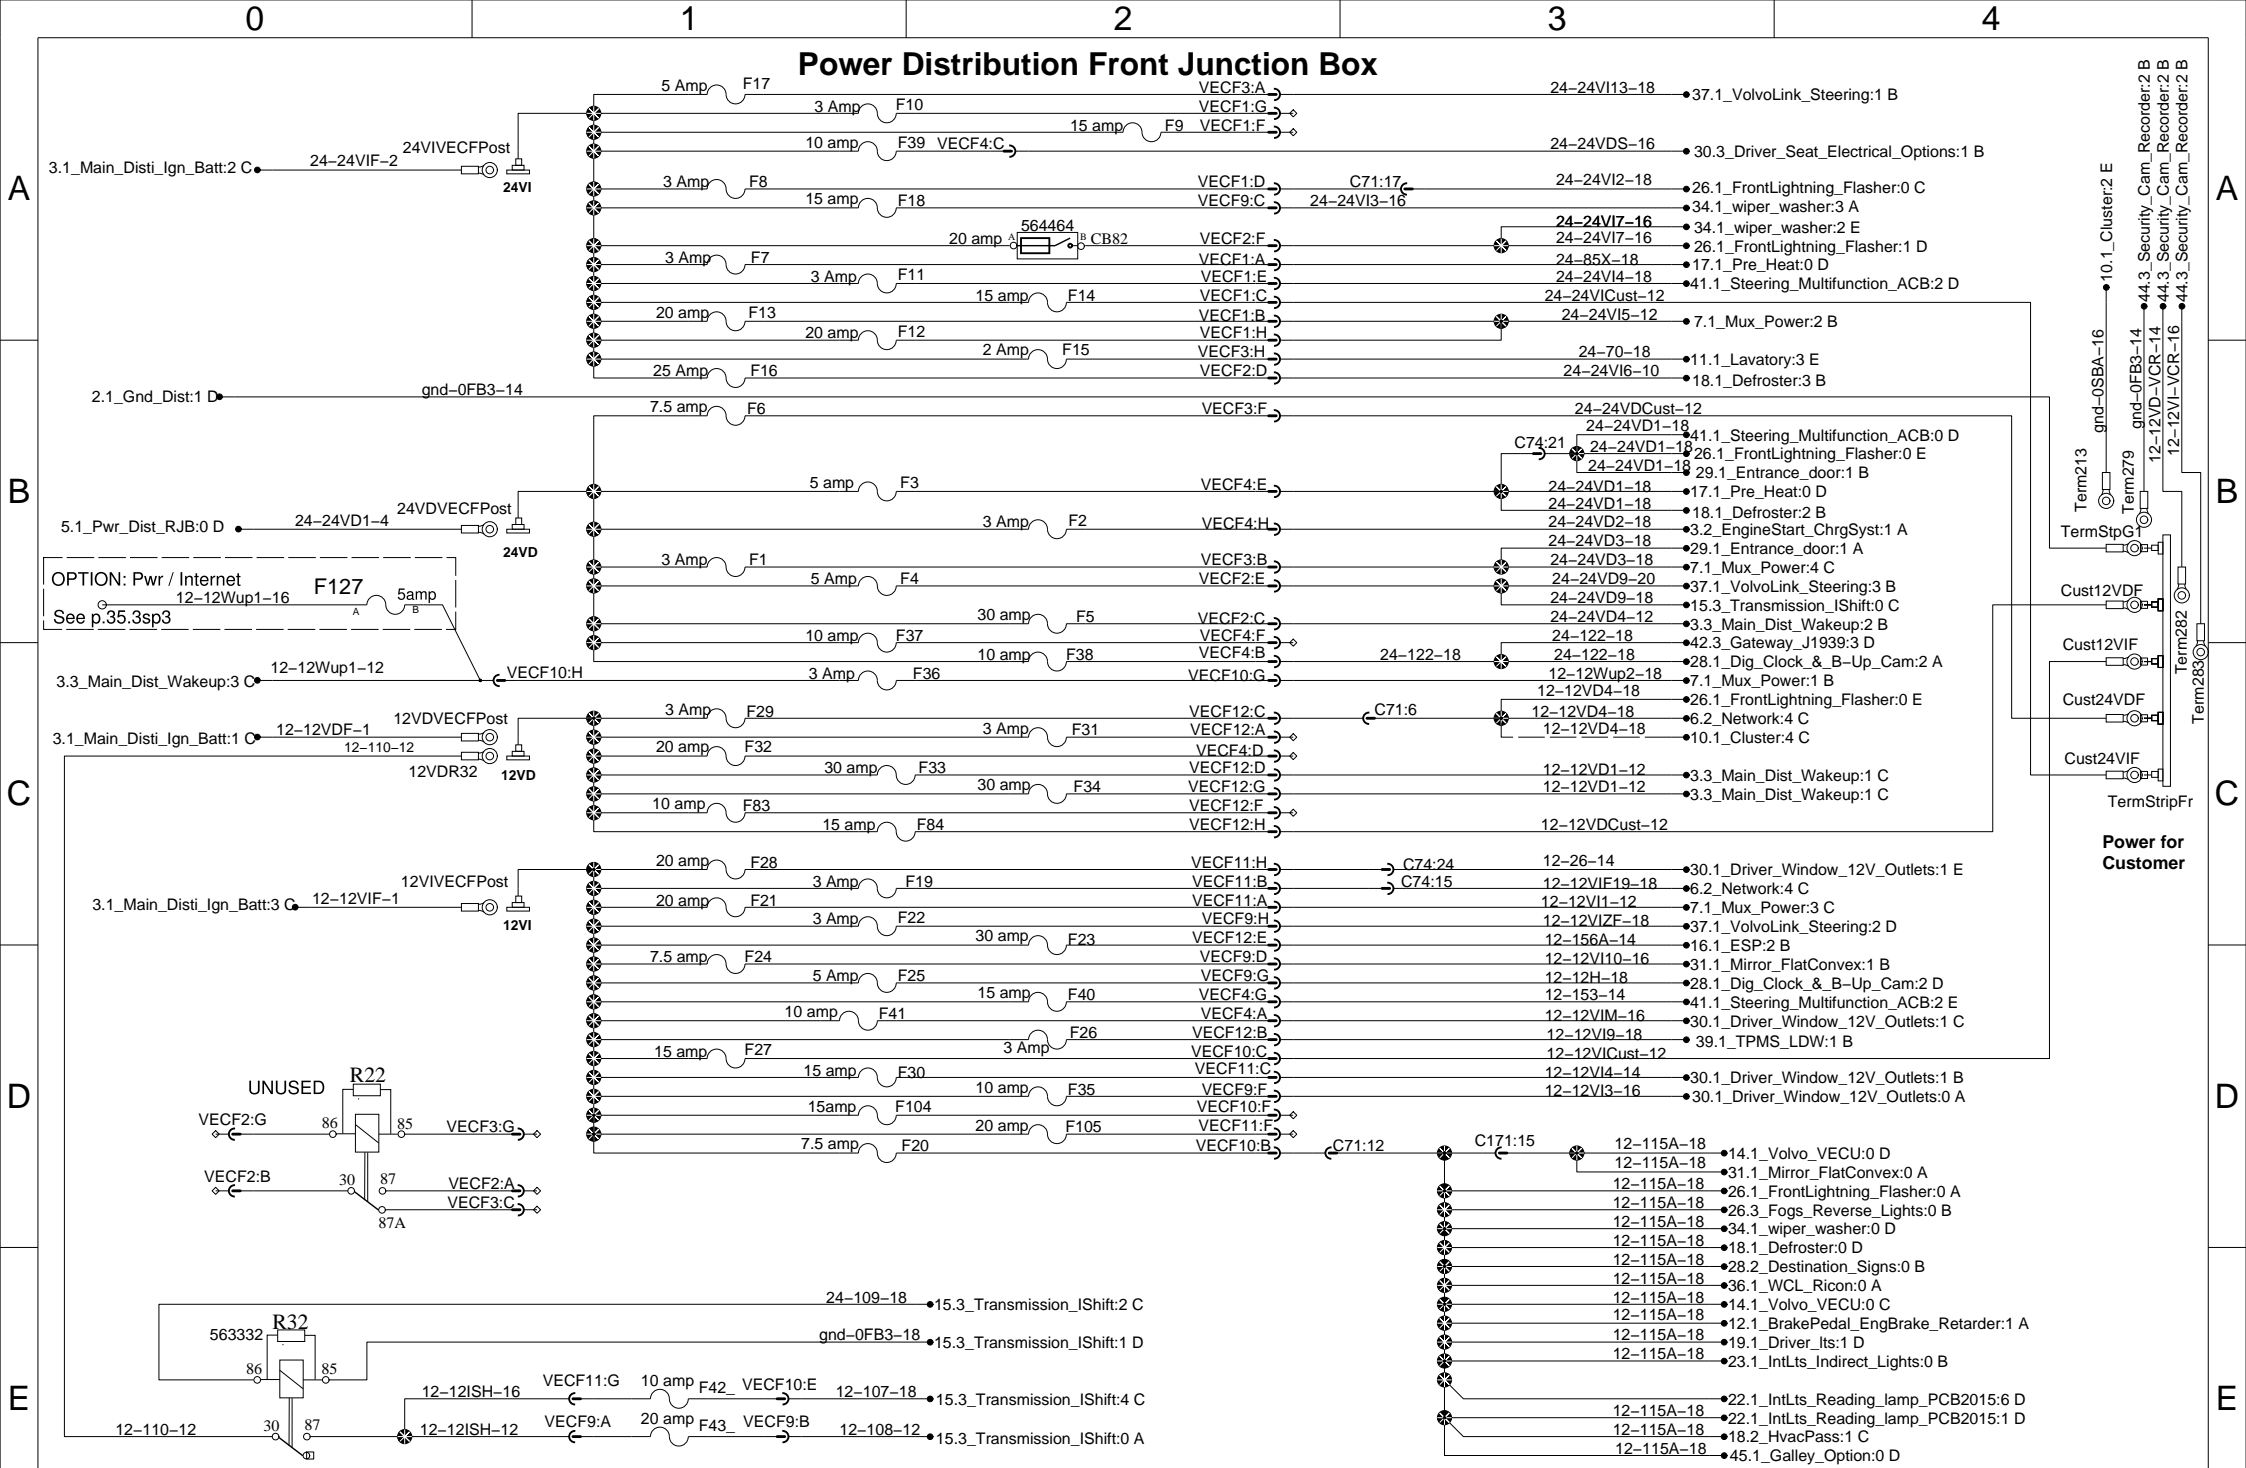 0 1 2 3 4
Power Distribution Front Junction Box
5 Amp F17 VECF3:A 24−24VI13−18 37.1_VolvoLink_Steering:1 B
3 Amp F10 VECF1:G
15 amp F9 VECF1:F
24VIVECFPost
10 amp F39 VECF4:C 24−24VDS−16 30.3_Driver_Seat_Electrical_Options:1 B
3.1_Main_Disti_Ign_Batt:2 C 24−24VIF−2
24VI
A A
3 Amp F8 VECF1:D C71:17 24−24VI2−18 26.1_FrontLightning_Flasher:0 C
15 amp F18 VECF9:C 24−24VI3−16 34.1_wiper_washer:3 A
24−24VI7−16 34.1_wiper_washer:2 E
564464
20 amp A B CB82 VECF2:F 24−24VI7−16 26.1_FrontLightning_Flasher:1 D
3 Amp F7 VECF1:A 24−85X−18 17.1_Pre_Heat:0 D
3 Amp F11 VECF1:E 24−24VI4−18 41.1_Steering_Multifunction_ACB:2 D
15 amp F14 VECF1:C 24−24VICust−12
20 amp F13 VECF1:B 24−24VI5−12 7.1_Mux_Power:2 B
20 amp F12 VECF1:H
2 Amp F15 VECF3:H 24−70−18 11.1_Lavatory:3 E
25 Amp F16 VECF2:D 24−24VI6−10 18.1_Defroster:3 B
10.1_Cluster:2 E gnd−0SBA−16 Term213
44.3_Security_Cam_Recorder:2 B gnd−0FB3−14 Term279
44.3_Security_Cam_Recorder:2 B 12−12VD−VCR−14 Term282
44.3_Security_Cam_Recorder:2 B 12−12VI−VCR−16 Term283
2.1_Gnd_Dist:1 D gnd−0FB3−14
7.5 amp F6 VECF3:F 24−24VDCust−12
24−24VD1−18 41.1_Steering_Multifunction_ACB:0 D
C74:21 24−24VD1−18 26.1_FrontLightning_Flasher:0 E
24−24VD1−18 29.1_Entrance_door:1 B
B B
5 amp F3 VECF4:E 24−24VD1−18 17.1_Pre_Heat:0 D
24VDVECFPost
24−24VD1−18 18.1_Defroster:2 B
5.1_Pwr_Dist_RJB:0 D 24−24VD1−4
24VD
3 Amp F2 VECF4:H 24−24VD2−18 3.2_EngineStart_ChrgSyst:1 A
24−24VD3−18 29.1_Entrance_door:1 A
TermStpG1
3 Amp F1 VECF3:B 24−24VD3−18 7.1_Mux_Power:4 C
OPTION: Pwr / Internet
12−12Wup1−16 F127 5amp
A B
See p.35.3sp3
5 Amp F4 VECF2:E 24−24VD9−20 37.1_VolvoLink_Steering:3 B
24−24VD9−18 15.3_Transmission_IShift:0 C
Cust12VDF
30 amp F5 VECF2:C 24−24VD4−12 3.3_Main_Dist_Wakeup:2 B
10 amp F37 VECF4:F 24−122−18 42.3_Gateway_J1939:3 D
10 amp F38 VECF4:B 24−122−18 24−122−18 28.1_Dig_Clock_&_B−Up_Cam:2 A
Cust12VIF
3.3_Main_Dist_Wakeup:3 C 12−12Wup1−12 VECF10:H 3 Amp F36 VECF10:G 12−12Wup2−18 7.1_Mux_Power:1 B
12−12VD4−18 26.1_FrontLightning_Flasher:0 E
Cust24VDF
12VDVECFPost
3 Amp F29 VECF12:C C71:6 12−12VD4−18 6.2_Network:4 C
3.1_Main_Disti_Ign_Batt:1 C 12−12VDF−1
3 Amp F31 VECF12:A 12−12VD4−18 10.1_Cluster:4 C
12−110−12
20 amp F32 VECF4:D
12VDR32 12VD
Cust24VIF
30 amp F33 VECF12:D 12−12VD1−12 3.3_Main_Dist_Wakeup:1 C
C C
30 amp F34 VECF12:G 12−12VD1−12 3.3_Main_Dist_Wakeup:1 C
TermStripFr
10 amp F83 VECF12:F
15 amp F84 VECF12:H 12−12VDCust−12
Power for
Customer
20 amp F28 VECF11:H C74:24 12−26−14 30.1_Driver_Window_12V_Outlets:1 E
12VIVECFPost
3 Amp F19 VECF11:B C74:15 12−12VIF19−18 6.2_Network:4 C
3.1_Main_Disti_Ign_Batt:3 C 12−12VIF−1
12VI
20 amp F21 VECF11:A 12−12VI1−12 7.1_Mux_Power:3 C
3 Amp F22 VECF9:H 12−12VIZF−18 37.1_VolvoLink_Steering:2 D
30 amp F23 VECF12:E 12−156A−14 16.1_ESP:2 B
7.5 amp F24 VECF9:D 12−12VI10−16 31.1_Mirror_FlatConvex:1 B
5 Amp F25 VECF9:G 12−12H−18 28.1_Dig_Clock_&_B−Up_Cam:2 D
15 amp F40 VECF4:G 12−153−14 41.1_Steering_Multifunction_ACB:2 E
10 amp F41 VECF4:A 12−12VIM−16 30.1_Driver_Window_12V_Outlets:1 C
3 Amp F26 VECF12:B 12−12VI9−18 39.1_TPMS_LDW:1 B
15 amp F27 VECF10:C 12−12VICust−12
15 amp F30 VECF11:C 12−12VI4−14 30.1_Driver_Window_12V_Outlets:1 B
10 amp F35 VECF9:F 12−12VI3−16 30.1_Driver_Window_12V_Outlets:0 A
D D
15amp F104 VECF10:F
20 amp F105 VECF11:F
7.5 amp F20 VECF10:B C71:12 C171:15 12−115A−18 14.1_Volvo_VECU:0 D
UNUSED R22
VECF2:G 86 85 VECF3:G
VECF2:B 30 87 VECF2:A
VECF3:C
87A
12−115A−18 31.1_Mirror_FlatConvex:0 A
12−115A−18 26.1_FrontLightning_Flasher:0 A
12−115A−18 26.3_Fogs_Reverse_Lights:0 B
12−115A−18 34.1_wiper_washer:0 D
12−115A−18 18.1_Defroster:0 D
12−115A−18 28.2_Destination_Signs:0 B
12−115A−18 36.1_WCL_Ricon:0 A
12−115A−18 14.1_Volvo_VECU:0 C
12−115A−18 12.1_BrakePedal_EngBrake_Retarder:1 A
12−115A−18 19.1_Driver_lts:1 D
12−115A−18 23.1_IntLts_Indirect_Lights:0 B
22.1_IntLts_Reading_lamp_PCB2015:6 D
12−115A−18 22.1_IntLts_Reading_lamp_PCB2015:1 D
12−115A−18 18.2_HvacPass:1 C
12−115A−18 45.1_Galley_Option:0 D
24−109−18 15.3_Transmission_IShift:2 C
563332 R32
gnd−0FB3−18 15.3_Transmission_IShift:1 D
86 85
E E
12−12ISH−16 VECF11:G 10 amp F42_ VECF10:E 12−107−18 15.3_Transmission_IShift:4 C
12−110−12 30 87 12−12ISH−12 VECF9:A 20 amp F43_ VECF9:B 12−108−12 15.3_Transmission_IShift:0 A